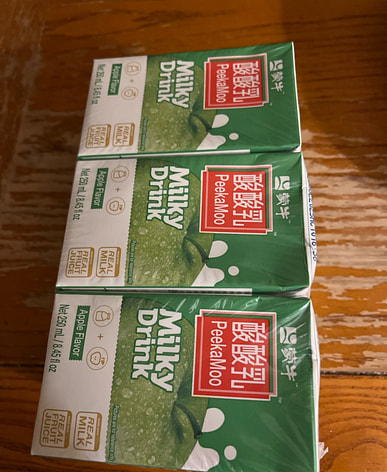 蒙牛
酸酸乳
PeekaMoo
Milky
Drink
Apple Flavor
Net 250 mL / 8.45 fl oz
REAL
FRUIT
JUICE
REAL
MILK
蒙牛
酸酸乳
PeekaMoo
Milky
Drink
Apple Flavor
Net 250 mL / 8.45 fl oz
REAL
FRUIT
JUICE
REAL
MILK
蒙牛
酸酸乳
PeekaMoo
Milky
Drink
Apple Flavor
Net 250 mL / 8.45 fl oz
REAL
FRUIT
JUICE
REAL
MILK